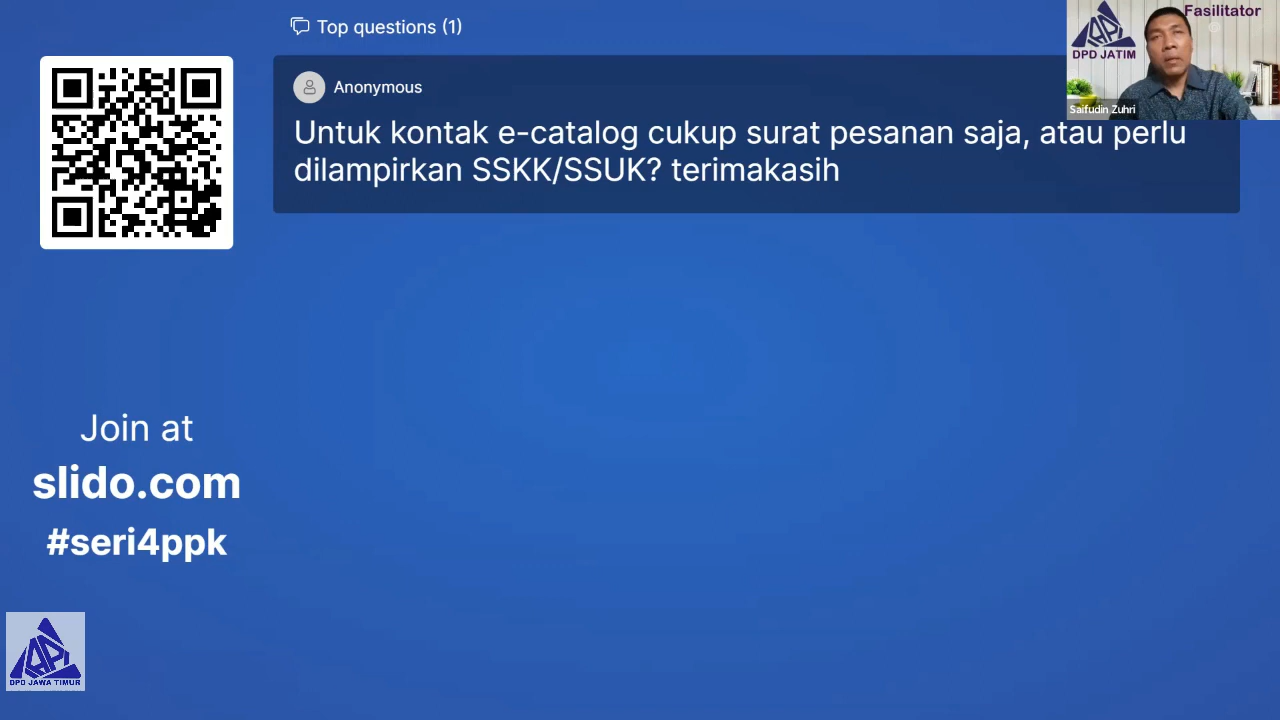 Top questions (1)
Fasilitator
DPD JATIM
Saifudin Zuhri
Anonymous
Untuk kontak e-catalog cukup surat pesanan saja, atau perlu
dilampirkan SSKK/SSUK? terimakasih
Join at
slido.com
#seri4ppk
IAPI
DPD JAWA TIMUR